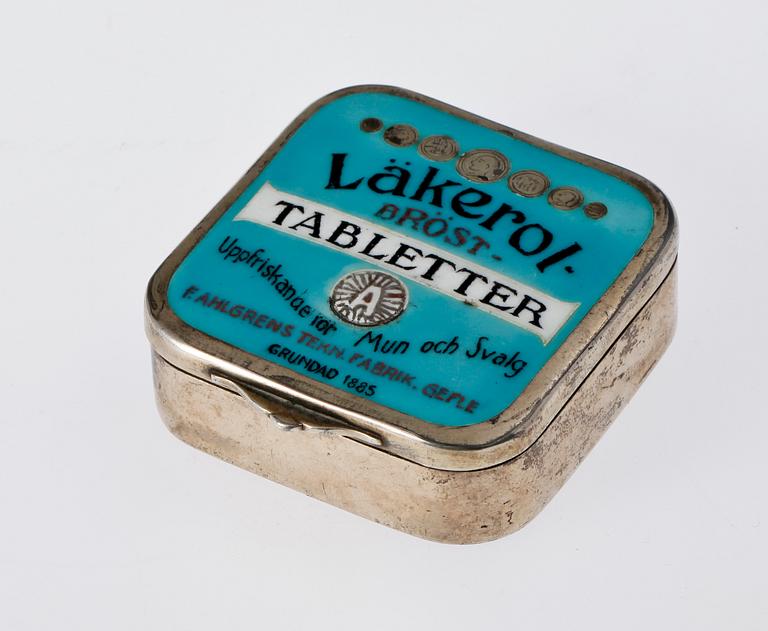 Läkerol-
BRÖST-
TABLETTER
A
Uppfriskande för Mun och Svalg
F. AHLGRENS TEKN. FABRIK. GEFLE
GRUNDAD 1885